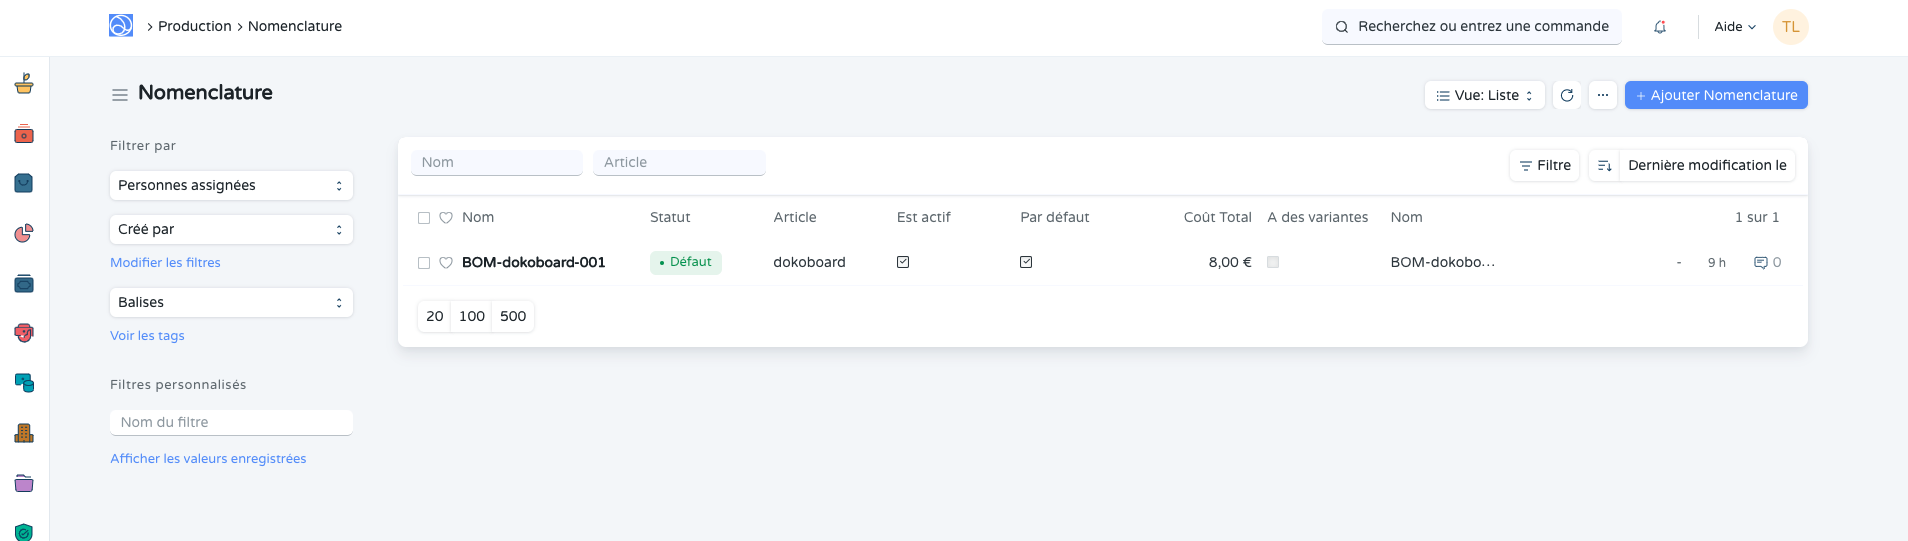 Production Nomenclature
Recherchez ou entrez une commande
Aide
TL
Nomenclature
Vue: Liste
Ajouter Nomenclature
Filtrer par
Personnes assignées
Créé par
Modifier les filtres
Balises
Voir les tags
Filtres personnalisés
Nom du filtre
Afficher les valeurs enregistrées
Nom Article
Filtre
Dernière modification le
Nom Statut Article Est actif Par défaut Coût Total A des variantes Nom 1 sur 1
BOM-dokoboard-001 Défaut dokoboard 8,00 € BOM-dokobo... - 9 h 0
20 100 500